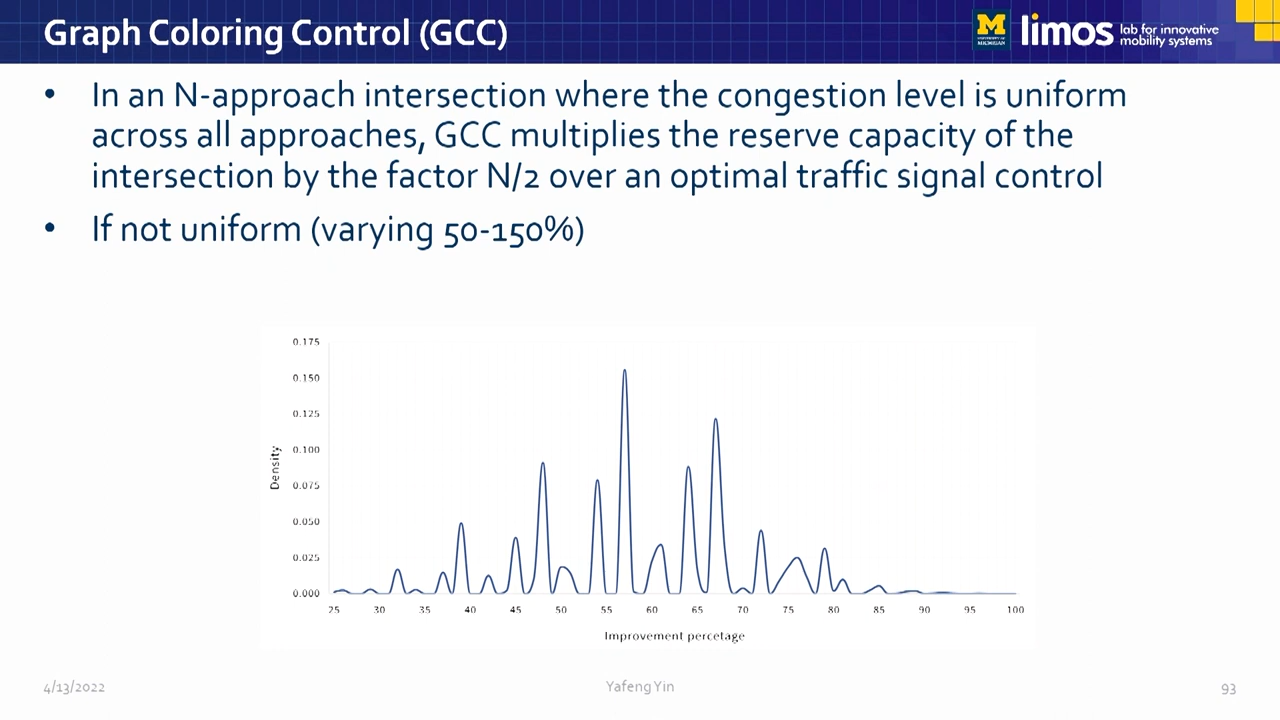 Graph Coloring Control (GCC)
M
UNIVERSITY OF
MICHIGAN
limos
lab for innovative
mobility systems
• In an N-approach intersection where the congestion level is uniform
across all approaches, GCC multiplies the reserve capacity of the
intersection by the factor N/2 over an optimal traffic signal control
• If not uniform (varying 50-150%)
0.175
0.150
0.125
0.100
0.075
0.050
0.025
0.000
Density
25 30 35 40 45 50 55 60 65 70 75 80 85 90 95 100
Improvement percetage
4/13/2022
Yafeng Yin
93